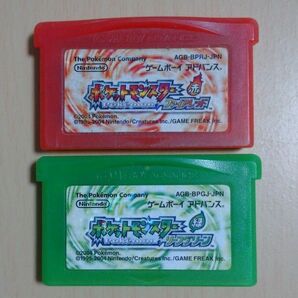 The Pokémon Company AGB-BPRJ-JPN
Nintendo ゲームボーイ アドバンス
ポケットモンスター
POCKET MONSTERS
ファイアレッド
©2004 Pokémon
©1995-2004 Nintendo/Creatures inc./GAME FREAK inc.
The Pokémon Company AGB-BPGJ-JPN
Nintendo ゲームボーイ アドバンス
ポケットモンスター
POCKET MONSTERS
リーフグリーン
©2004 Pokémon
©1995-2004 Nintendo/Creatures inc./GAME FREAK inc.